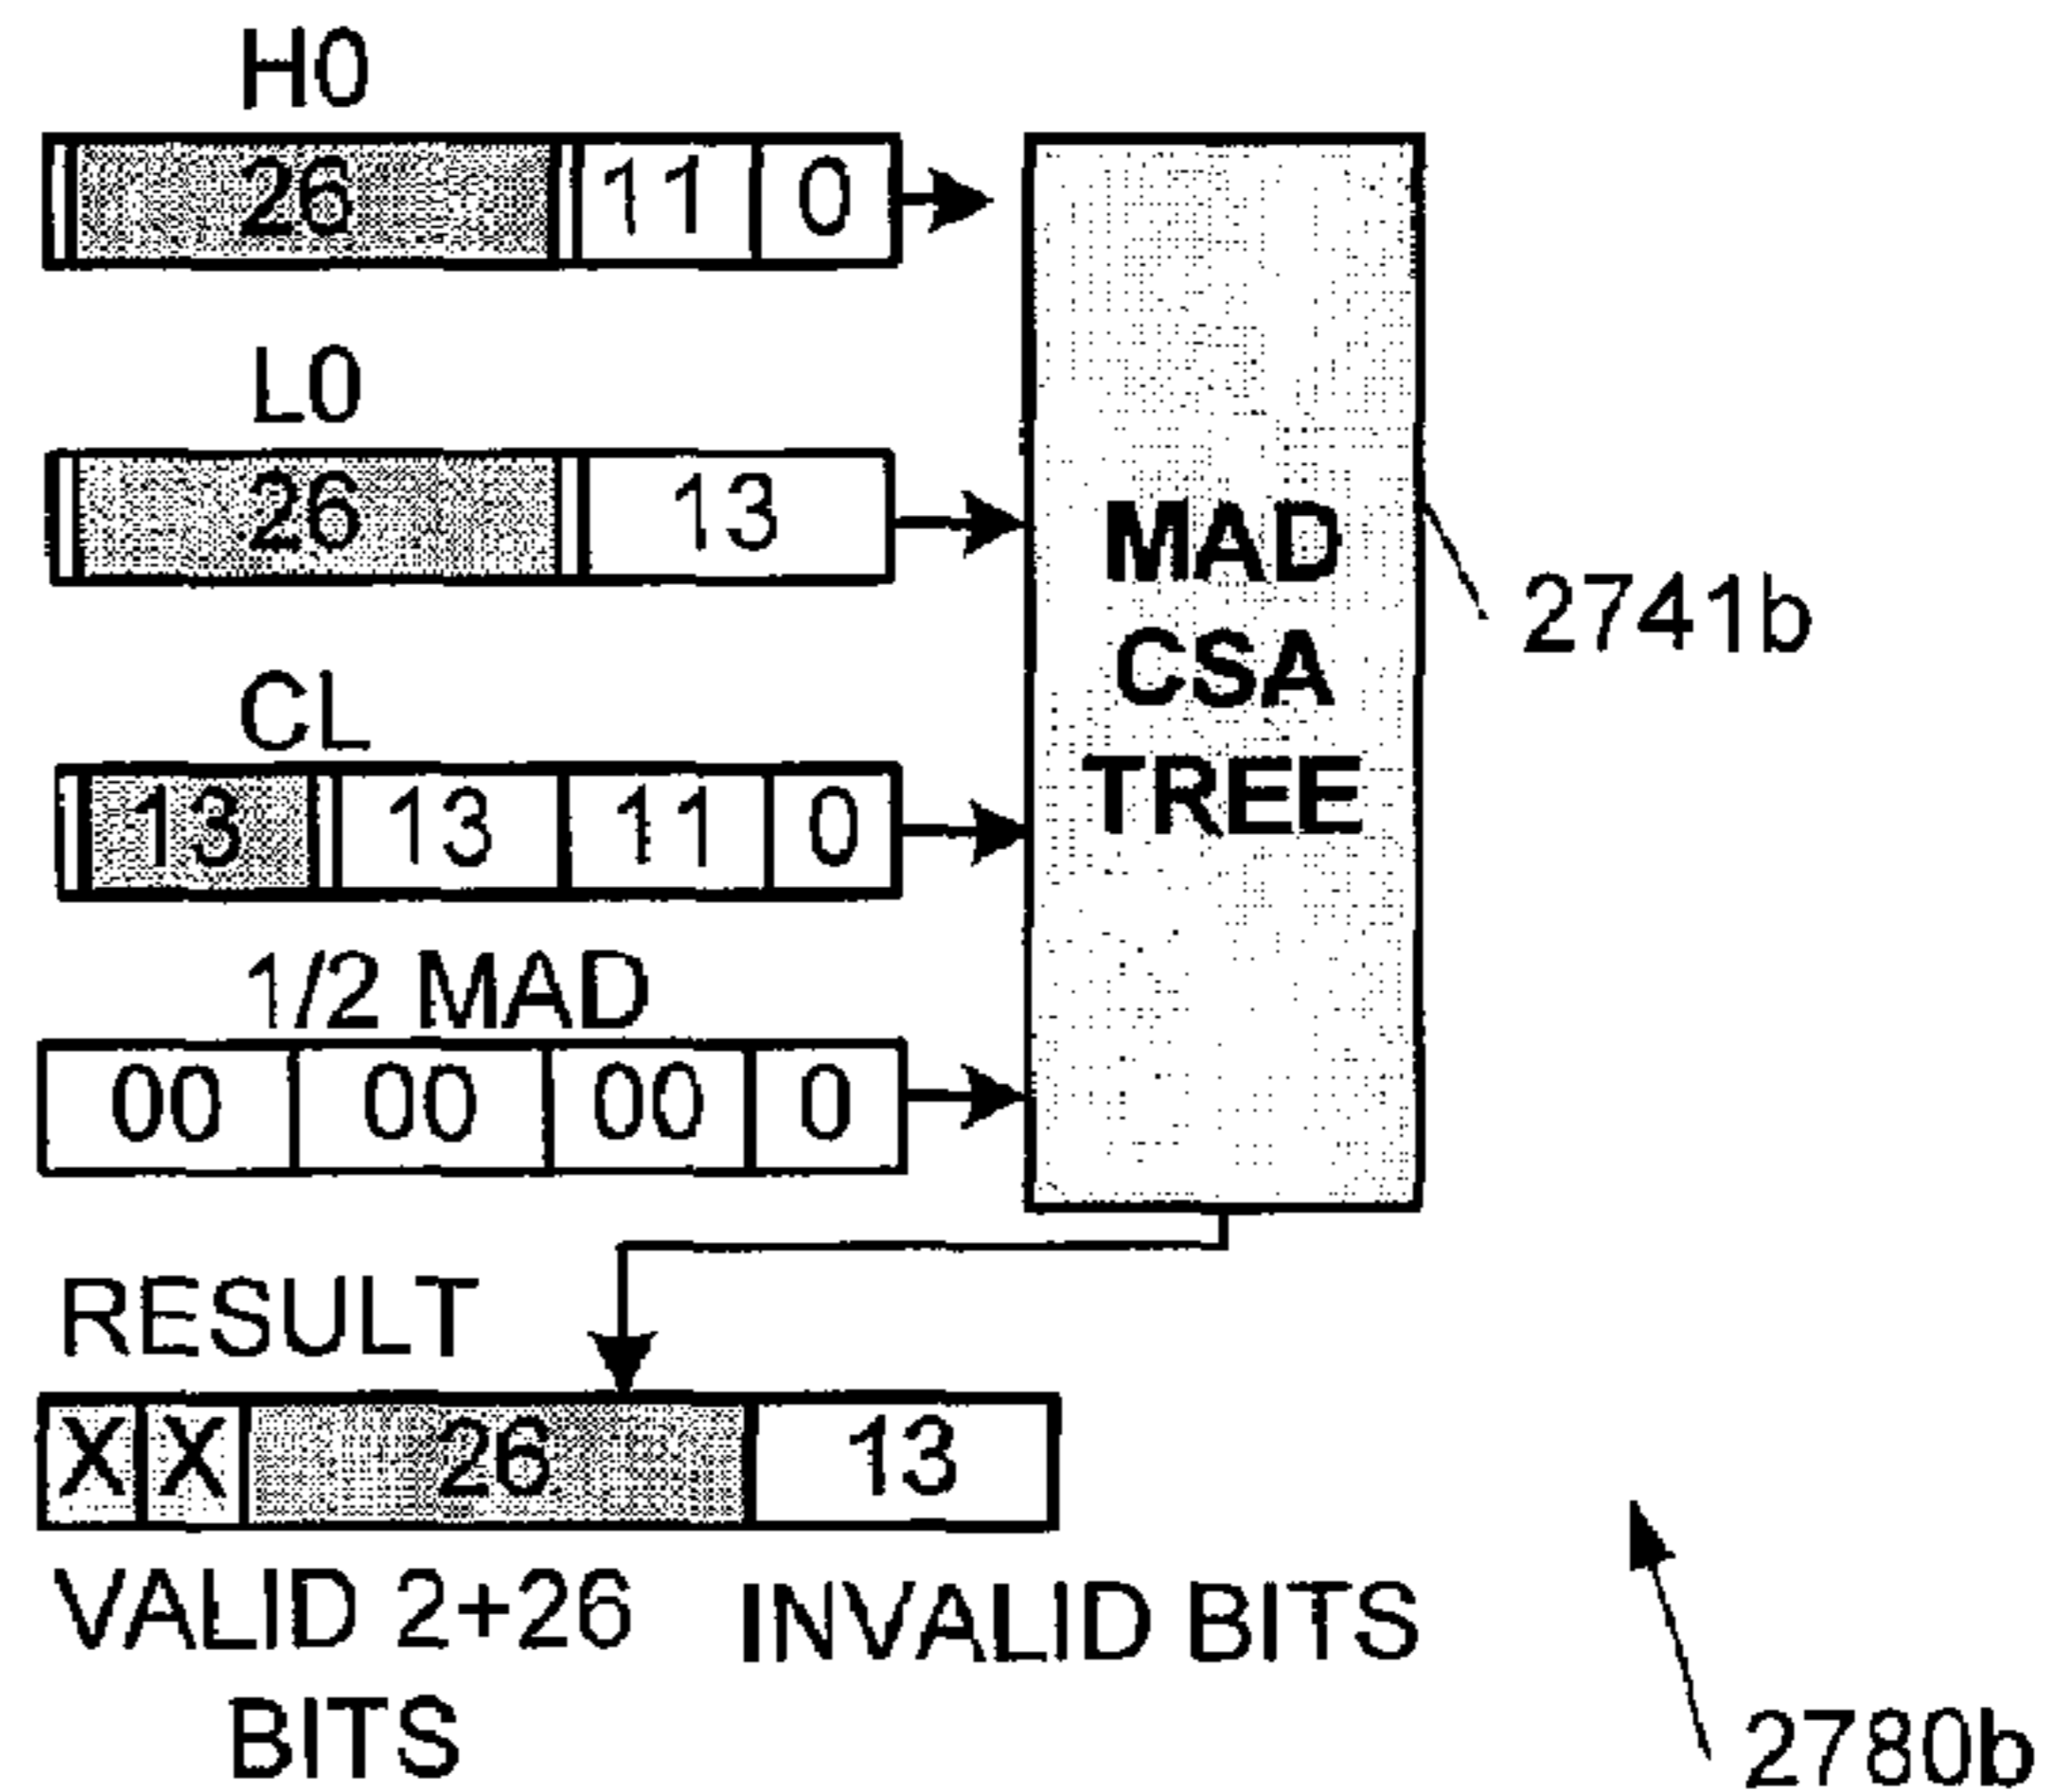 H0
26 11 0
L0
26 13
CL
13 13 11 0
1/2 MAD
00 00 00 0
MAD
CSA
TREE
2741b
RESULT
X X 26 13
VALID 2+26
BITS
INVALID BITS
2780b